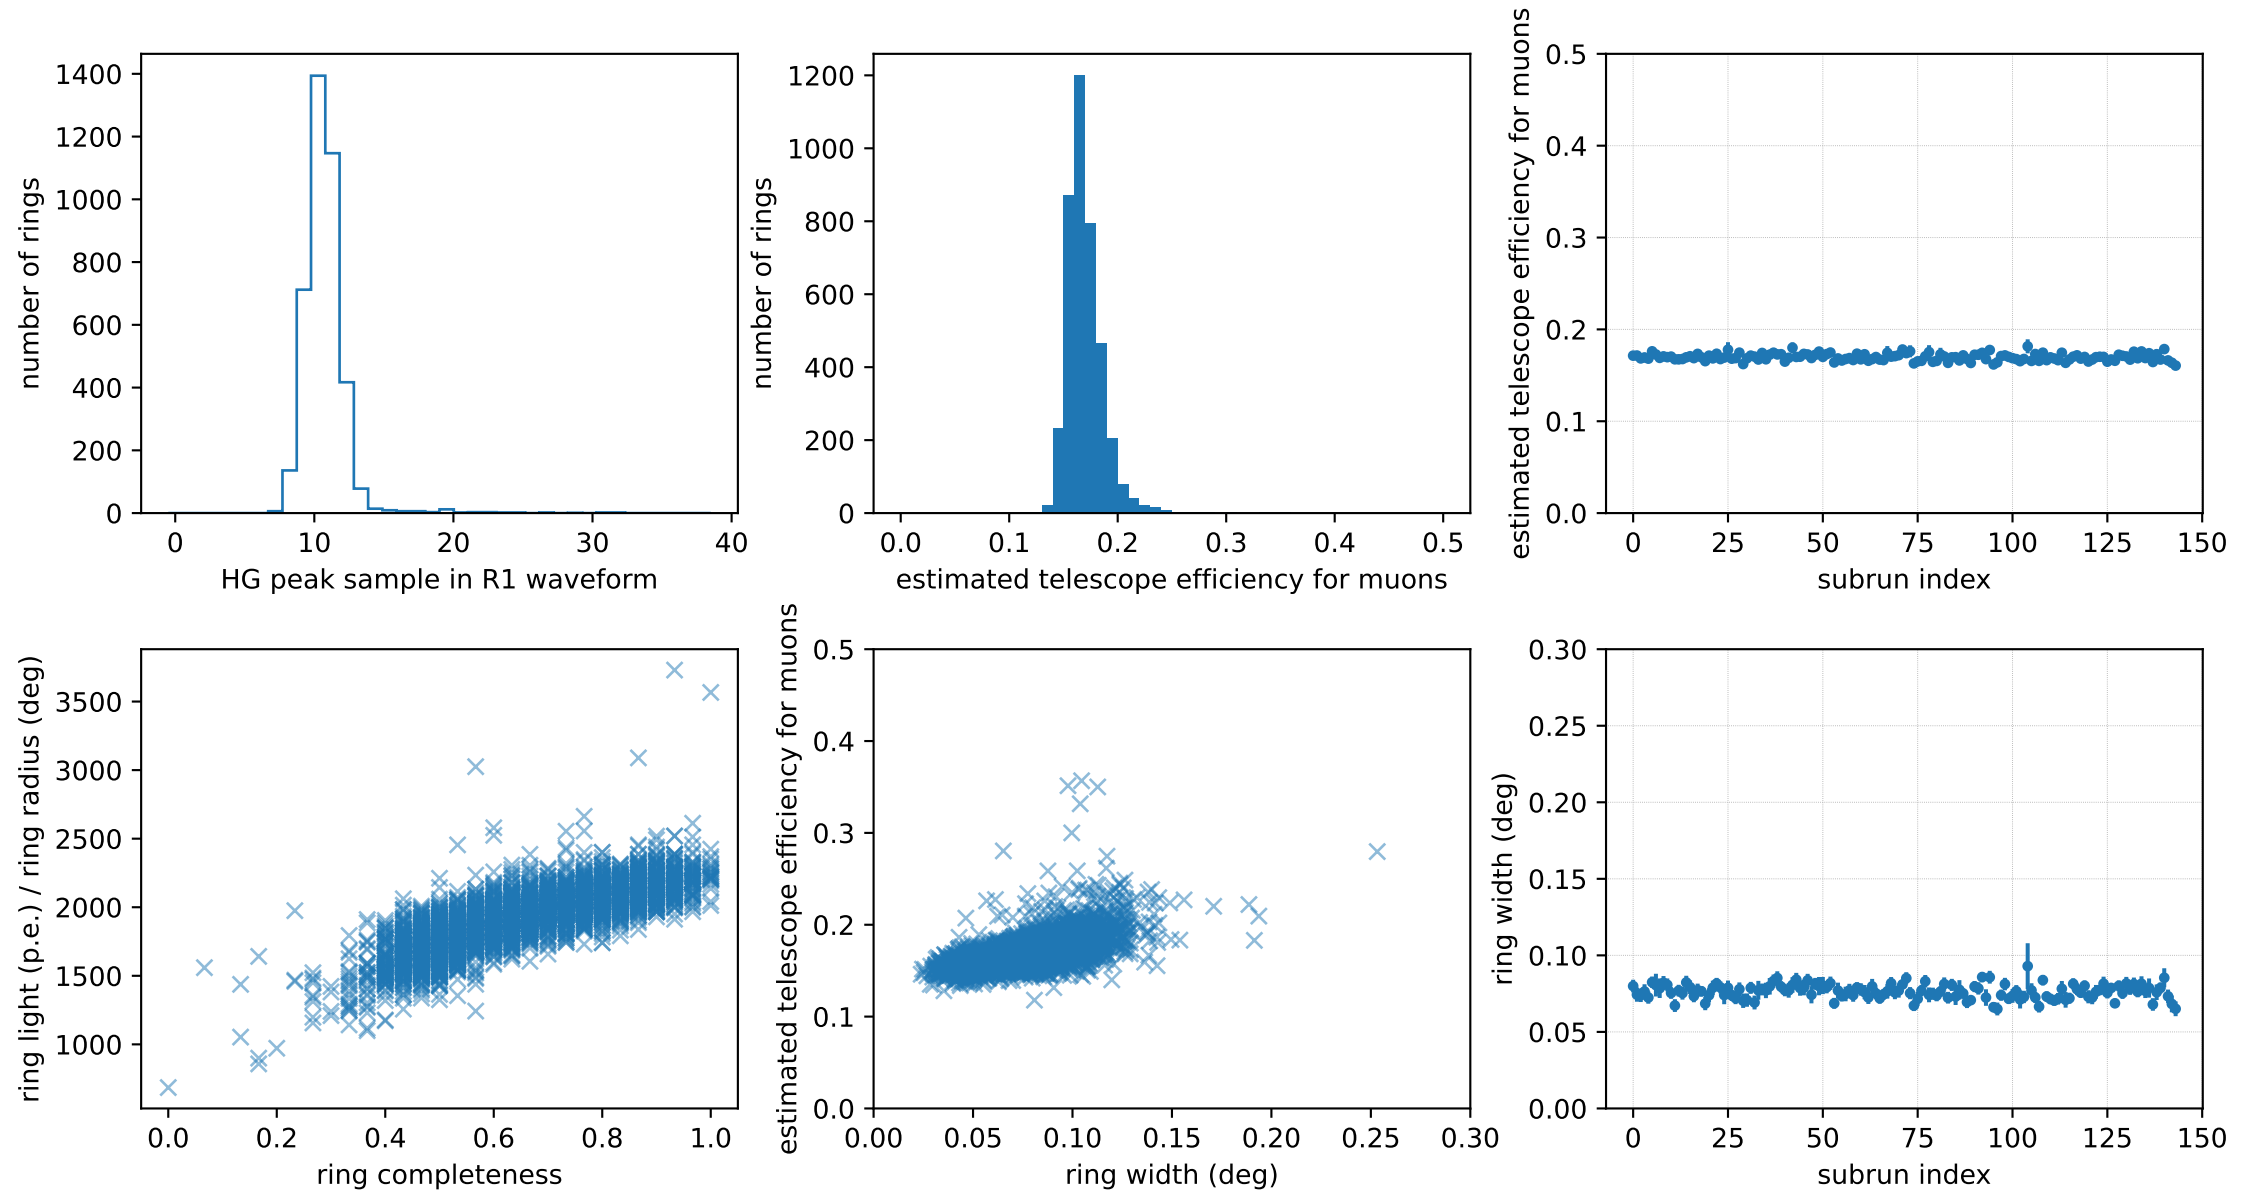 1400
1200
1000
800
600
400
200
0
number of rings
0 10 20 30 40
HG peak sample in R1 waveform
1200
1000
800
600
400
200
0
number of rings
0.0 0.1 0.2 0.3 0.4 0.5
estimated telescope efficiency for muons
0.5
0.4
0.3
0.2
0.1
0.0
estimated telescope efficiency for muons
0 25 50 75 100 125 150
subrun index
3500
3000
2500
2000
1500
1000
ring light (p.e.) / ring radius (deg)
0.0 0.2 0.4 0.6 0.8 1.0
ring completeness
0.5
0.4
0.3
0.2
0.1
0.0
estimated telescope efficiency for muons
0.00 0.05 0.10 0.15 0.20 0.25 0.30
ring width (deg)
0.30
0.25
0.20
0.15
0.10
0.05
0.00
ring width (deg)
0 25 50 75 100 125 150
subrun index